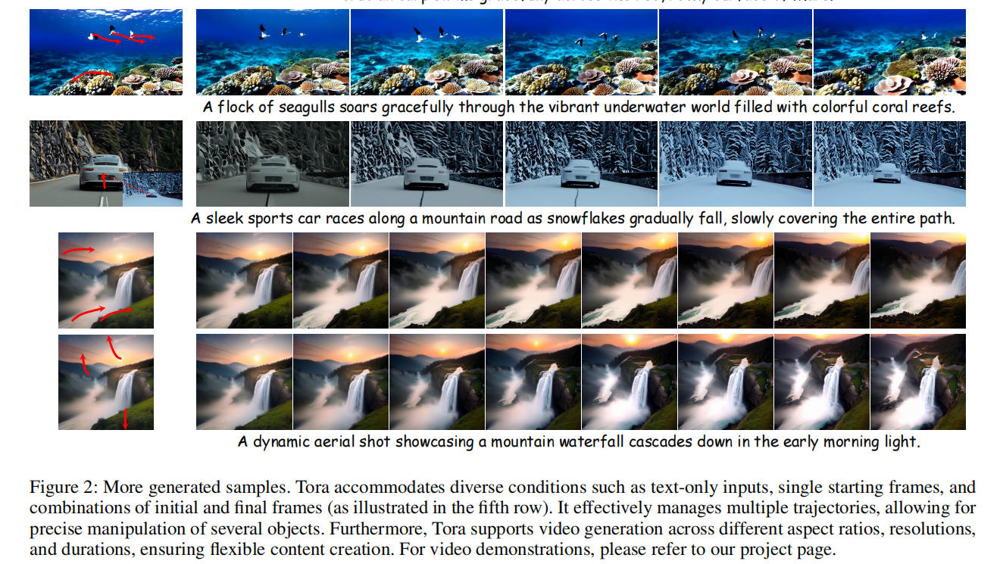 A flock of seagulls soars gracefully through the vibrant underwater world filled with colorful coral reefs.
A sleek sports car races along a mountain road as snowflakes gradually fall, slowly covering the entire path.
A dynamic aerial shot showcasing a mountain waterfall cascades down in the early morning light.
Figure 2: More generated samples. Tora accommodates diverse conditions such as text-only inputs, single starting frames, and
combinations of initial and final frames (as illustrated in the fifth row). It effectively manages multiple trajectories, allowing for
precise manipulation of several objects. Furthermore, Tora supports video generation across different aspect ratios, resolutions,
and durations, ensuring flexible content creation. For video demonstrations, please refer to our project page.